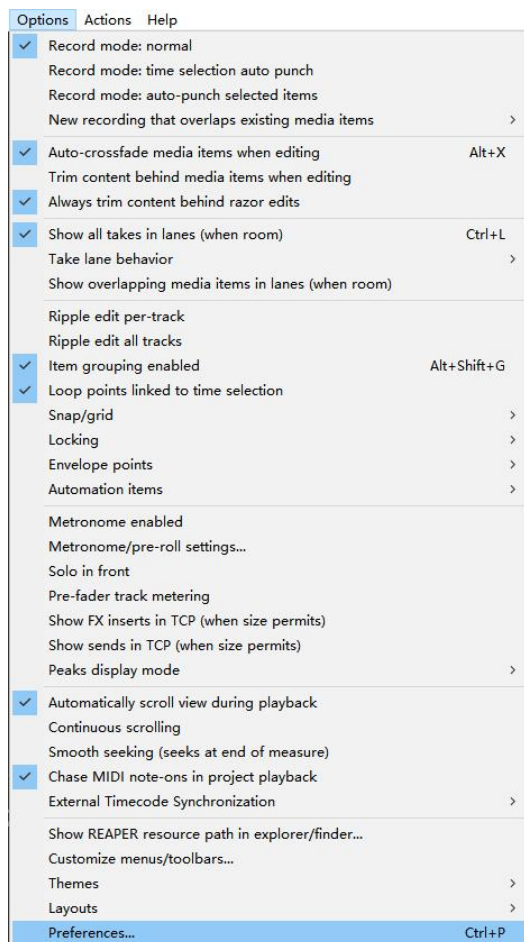 Options Actions Help
Record mode: normal
Record mode: time selection auto punch
Record mode: auto-punch selected items
New recording that overlaps existing media items
Auto-crossfade media items when editing Alt+X
Trim content behind media items when editing
Always trim content behind razor edits
Show all takes in lanes (when room) Ctrl+L
Take lane behavior
Show overlapping media items in lanes (when room)
Ripple edit per-track
Ripple edit all tracks
Item grouping enabled Alt+Shift+G
Loop points linked to time selection
Snap/grid
Locking
Envelope points
Automation items
Metronome enabled
Metronome/pre-roll settings...
Solo in front
Pre-fader track metering
Show FX inserts in TCP (when size permits)
Show sends in TCP (when size permits)
Peaks display mode
Automatically scroll view during playback
Continuous scrolling
Smooth seeking (seeks at end of measure)
Chase MIDI note-ons in project playback
External Timecode Synchronization
Show REAPER resource path in explorer/finder...
Customize menus/toolbars...
Themes
Layouts
Preferences... Ctrl+P